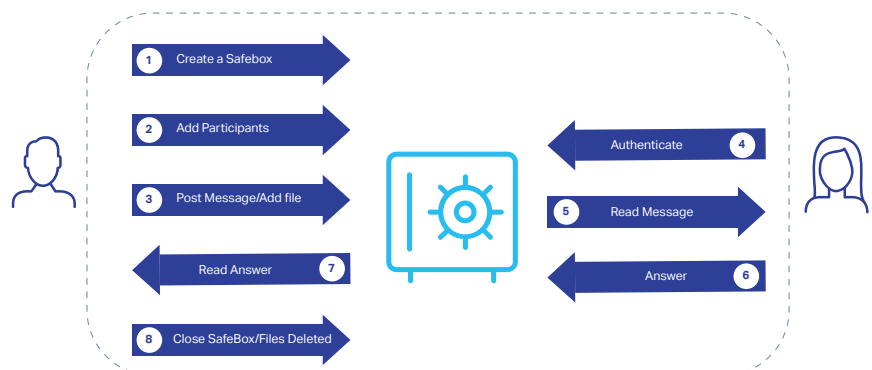 1 Create a Safebox
2 Add Participants
3 Post Message/Add file
Authenticate 4
5 Read Message
Answer 6
Read Answer 7
8 Close SafeBox/Files Deleted